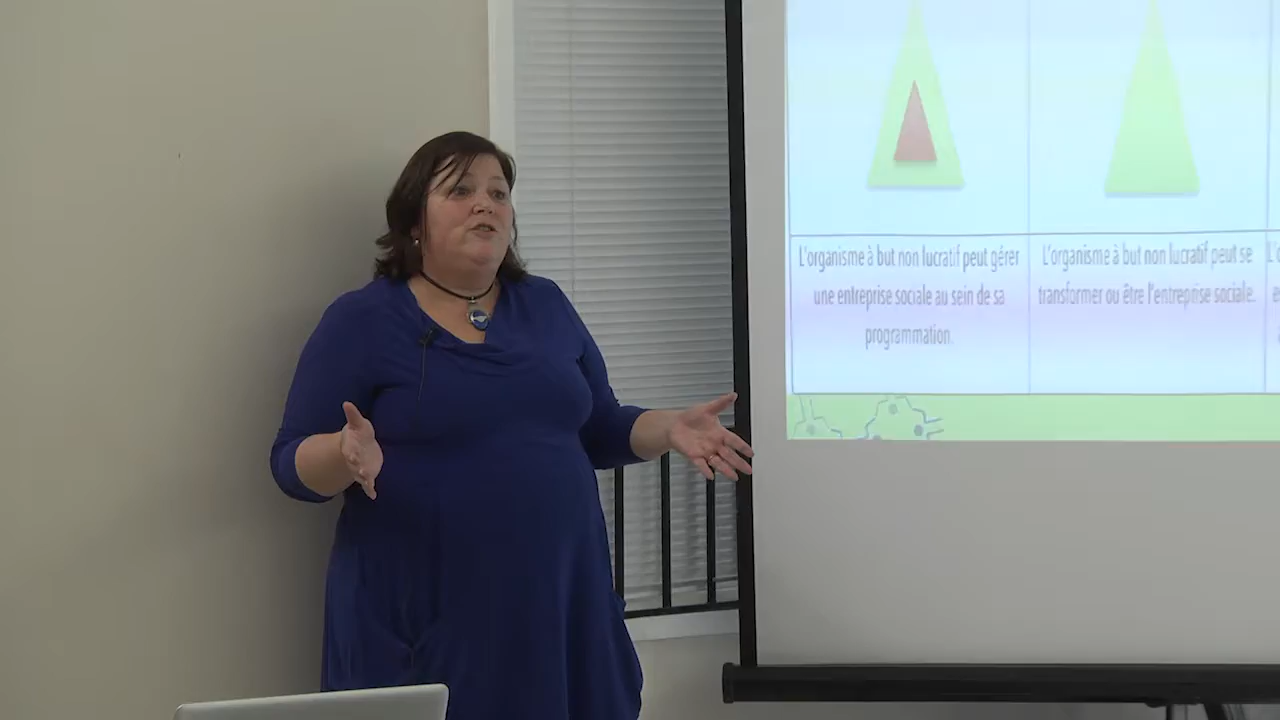 L'organisme à but non lucratif peut gérer
une entreprise sociale au sein de sa
programmation.
L'organisme à but non lucratif peut se
transformer ou être l'entreprise sociale.